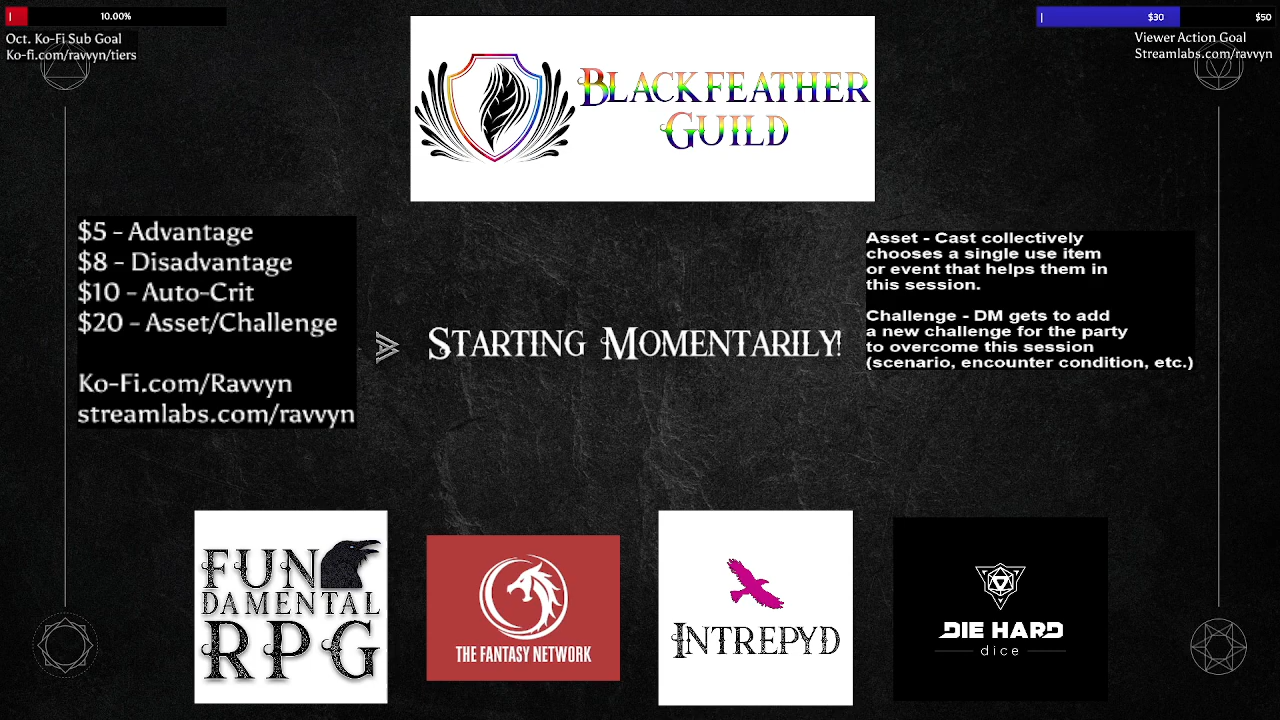 10.00%
Oct. Ko-Fi Sub Goal
Ko-fi.com/ravvyn/tiers
$30
$50
Viewer Action Goal
Streamlabs.com/ravvyn
BLACKFEATHER
GUILD
$5 - Advantage
$8 - Disadvantage
$10 - Auto-Crit
$20 - Asset/Challenge
Ko-Fi.com/Ravvyn
streamlabs.com/ravvyn
STARTING MOMENTARILY!
Asset - Cast collectively
chooses a single use item
or event that helps them in
this session.
Challenge - DM gets to add
a new challenge for the party
to overcome this session
(scenario, encounter condition, etc.)
FUN
DAMENTAL
RPG
THE FANTASY NETWORK
INTREPYD
DIE HARD
dice